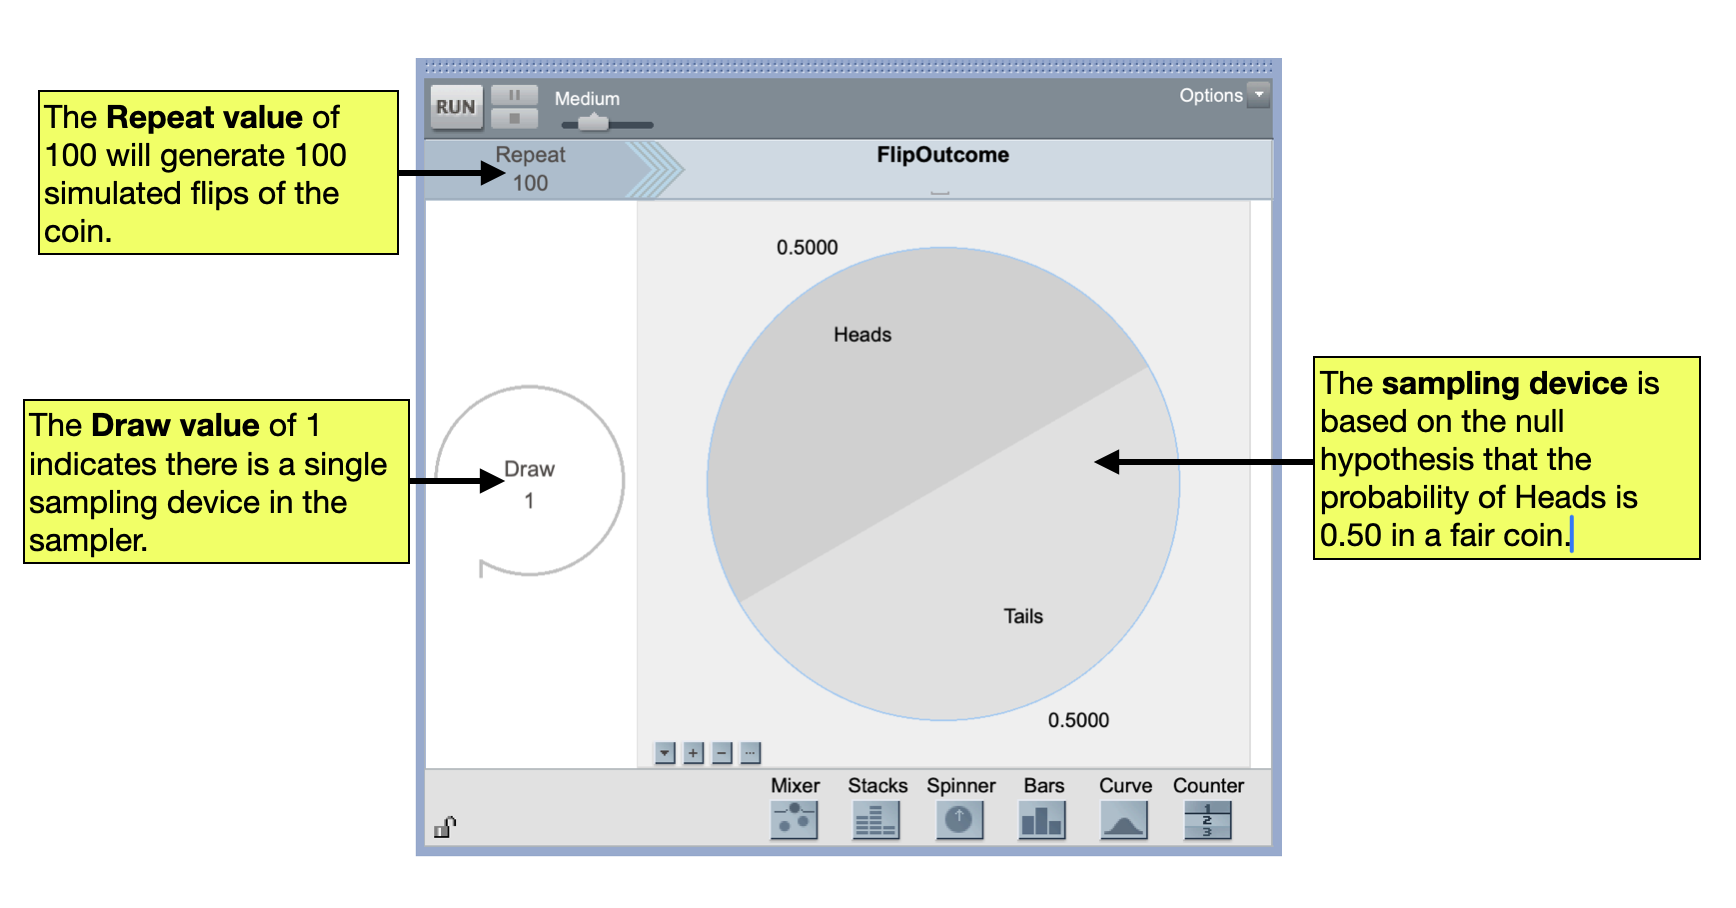 The Repeat value of
100 will generate 100
simulated flips of the
coin.
The Draw value of 1
indicates there is a single
sampling device in the
sampler.
RUN
Medium
Options
Repeat
100
FlipOutcome
Draw
1
0.5000
Heads
Tails
0.5000
Mixer Stacks Spinner Bars Curve Counter
1
2
3
The sampling device is
based on the null
hypothesis that the
probability of Heads is
0.50 in a fair coin.